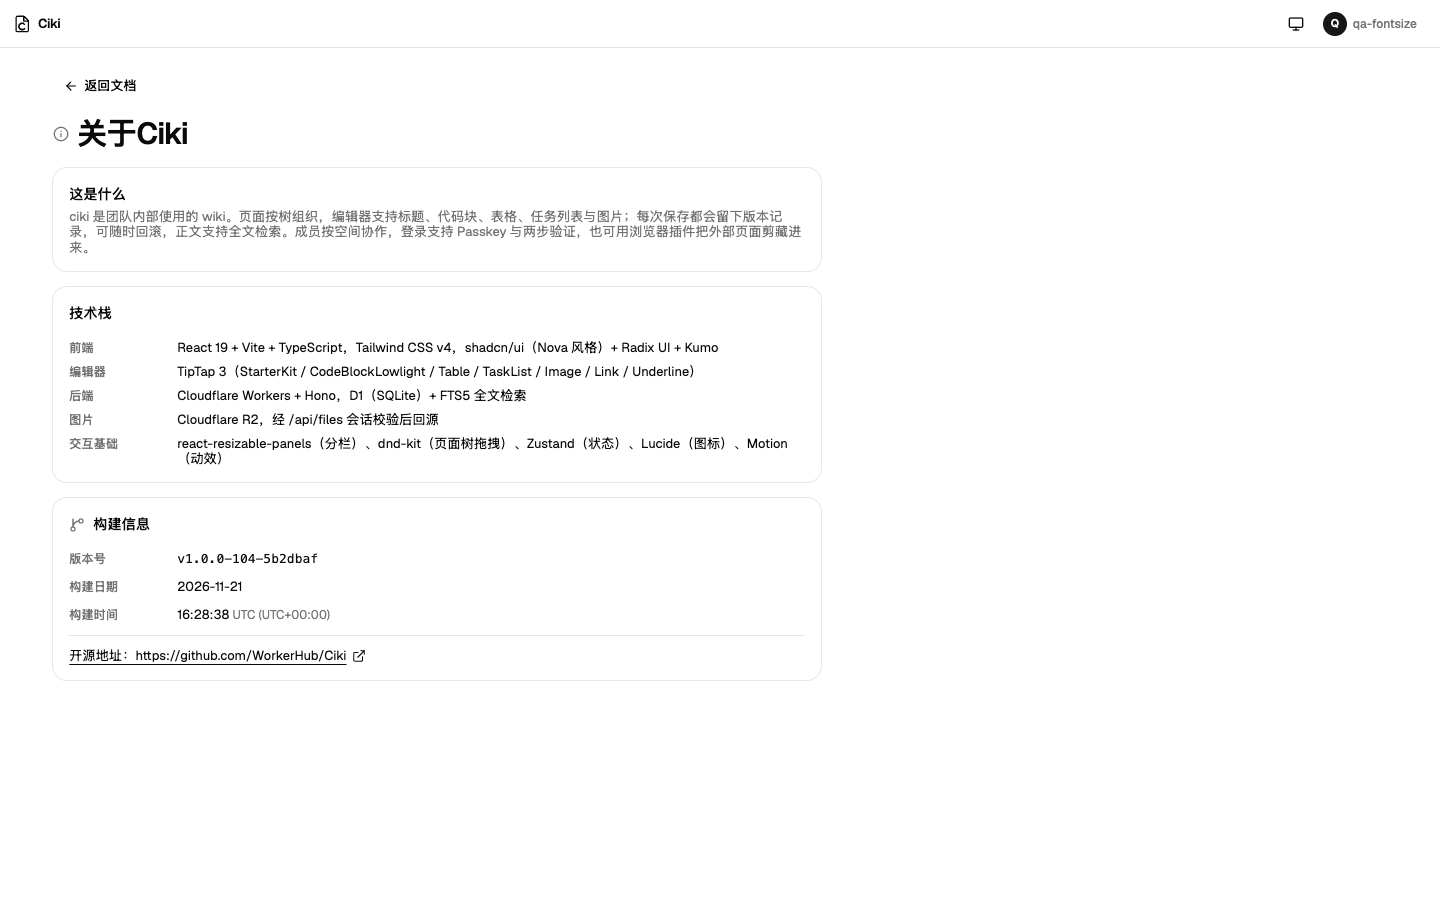 Ciki
Q qa-fontsize
返回文档
关于Ciki
这是什么
ciki 是团队内部使用的 wiki。页面按树组织，编辑器支持标题、代码块、表格、任务列表与图片；每次保存都会留下版本记
录，可随时回滚，正文支持全文检索。成员按空间协作，登录支持 Passkey 与两步验证，也可用浏览器插件把外部页面剪藏进
来。
技术栈
前端 React 19 + Vite + TypeScript，Tailwind CSS v4，shadcn/ui（Nova 风格）+ Radix UI + Kumo
编辑器 TipTap 3（StarterKit / CodeBlockLowlight / Table / TaskList / Image / Link / Underline）
后端 Cloudflare Workers + Hono，D1（SQLite）+ FTS5 全文检索
图片 Cloudflare R2，经 /api/files 会话校验后回源
交互基础 react-resizable-panels（分栏）、dnd-kit（页面树拖拽）、Zustand（状态）、Lucide（图标）、Motion
（动效）
构建信息
版本号 v1.0.0-104-5b2dbaf
构建日期 2026-11-21
构建时间 16:28:38 UTC (UTC+00:00)
开源地址：https://github.com/WorkerHub/Ciki